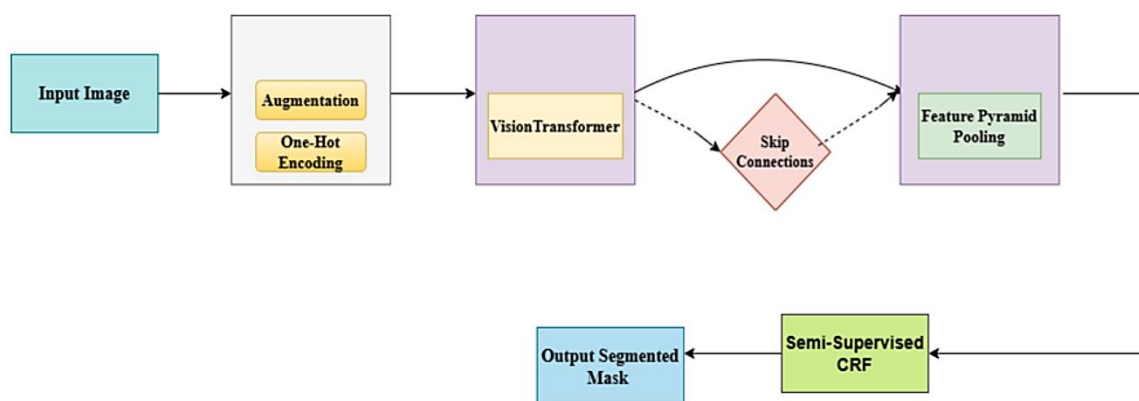 Input Image
Augmentation
One-Hot
Encoding
VisionTransformer
Skip
Connections
Feature Pyramid
Pooling
Output Segmented
Mask
Semi-Supervised
CRF